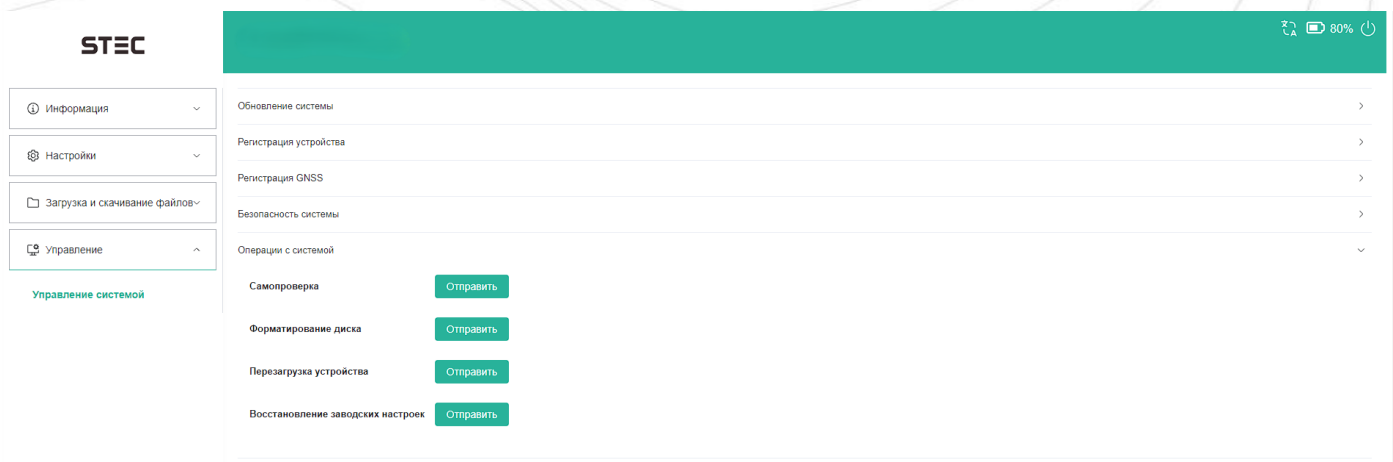 STEC
80%
Информация
Настройки
Загрузка и скачивание файлов
Управление
Управление системой
Обновление системы
Регистрация устройства
Регистрация GNSS
Безопасность системы
Операции с системой
Самопроверка Отправить
Форматирование диска Отправить
Перезагрузка устройства Отправить
Восстановление заводских настроек Отправить